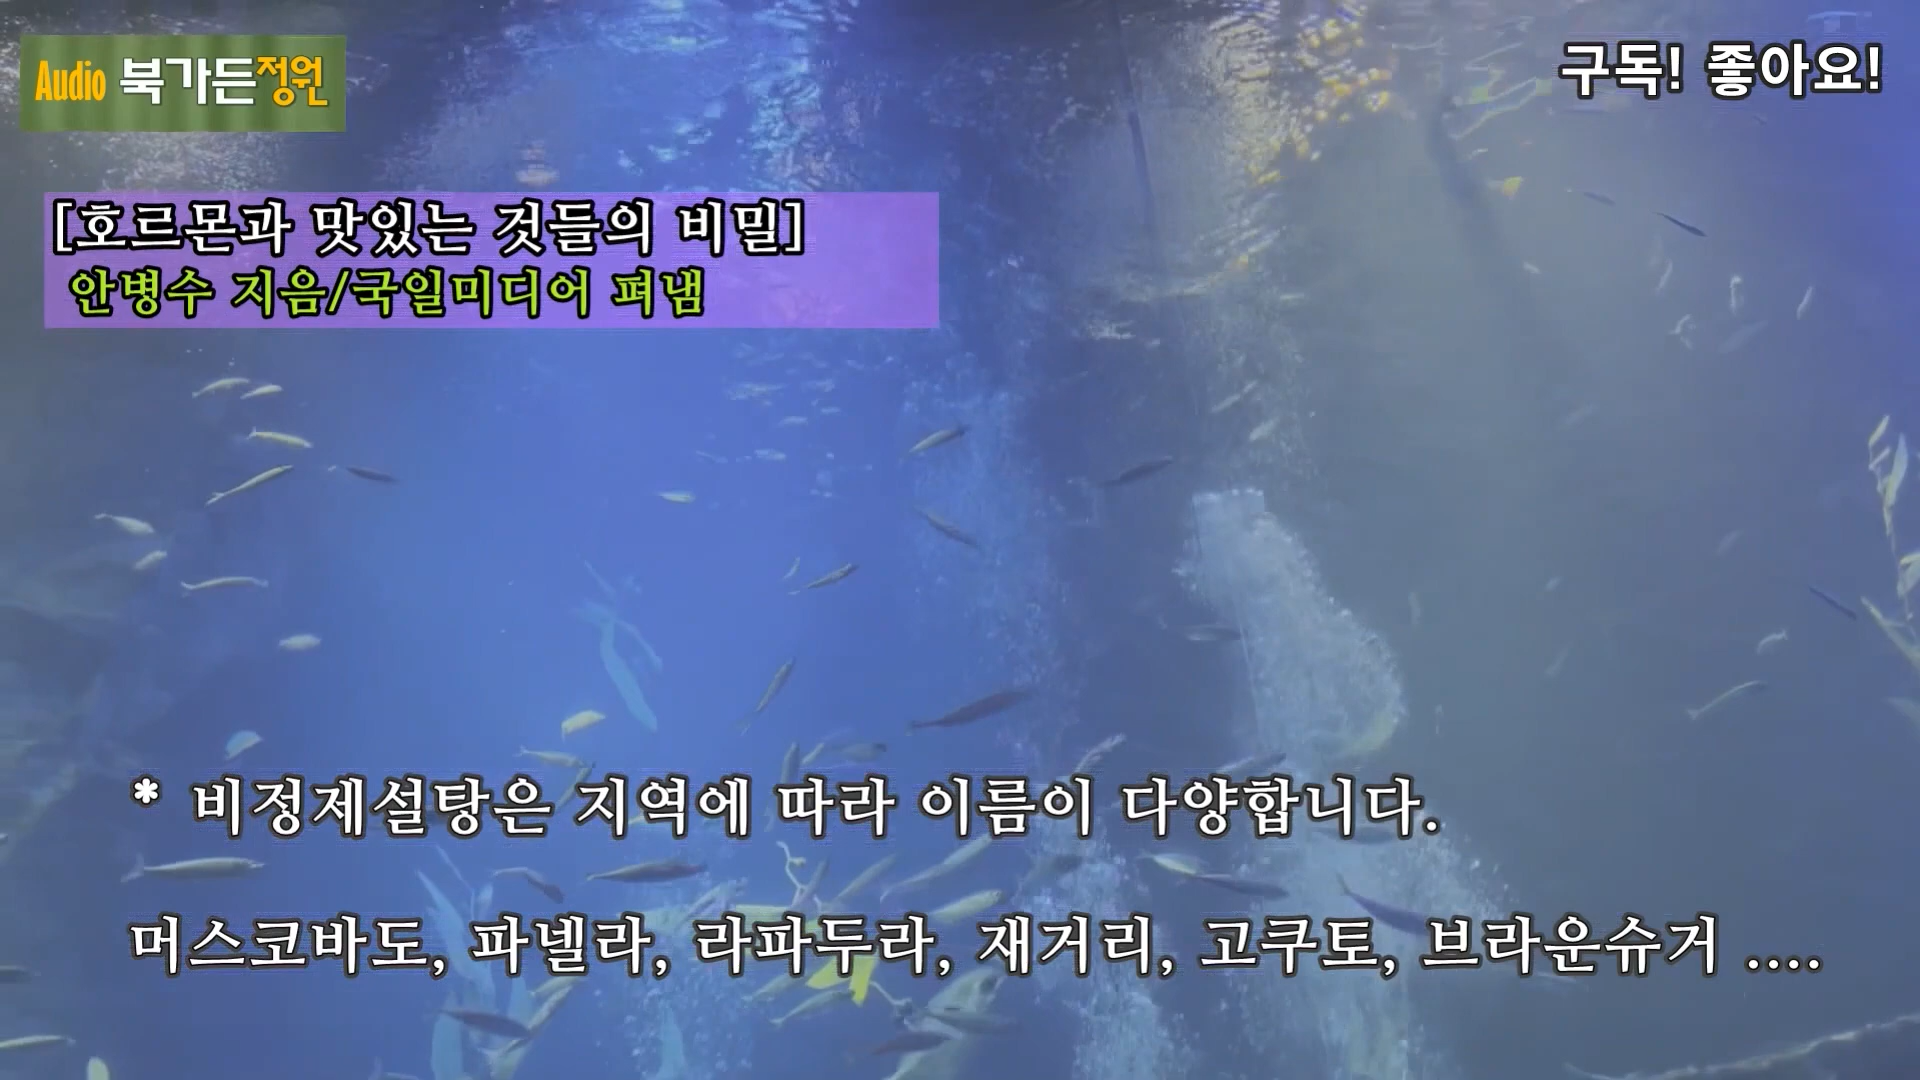 Audio 북가든정원
구독! 좋아요!
[호르몬과 맛있는 것들의 비밀]
안병수 지음/국일미디어 펴냄
* 비정제설탕은 지역에 따라 이름이 다양합니다.
머스코바도, 파넬라, 라파두라, 재거리, 고쿠토, 브라운슈거 ....